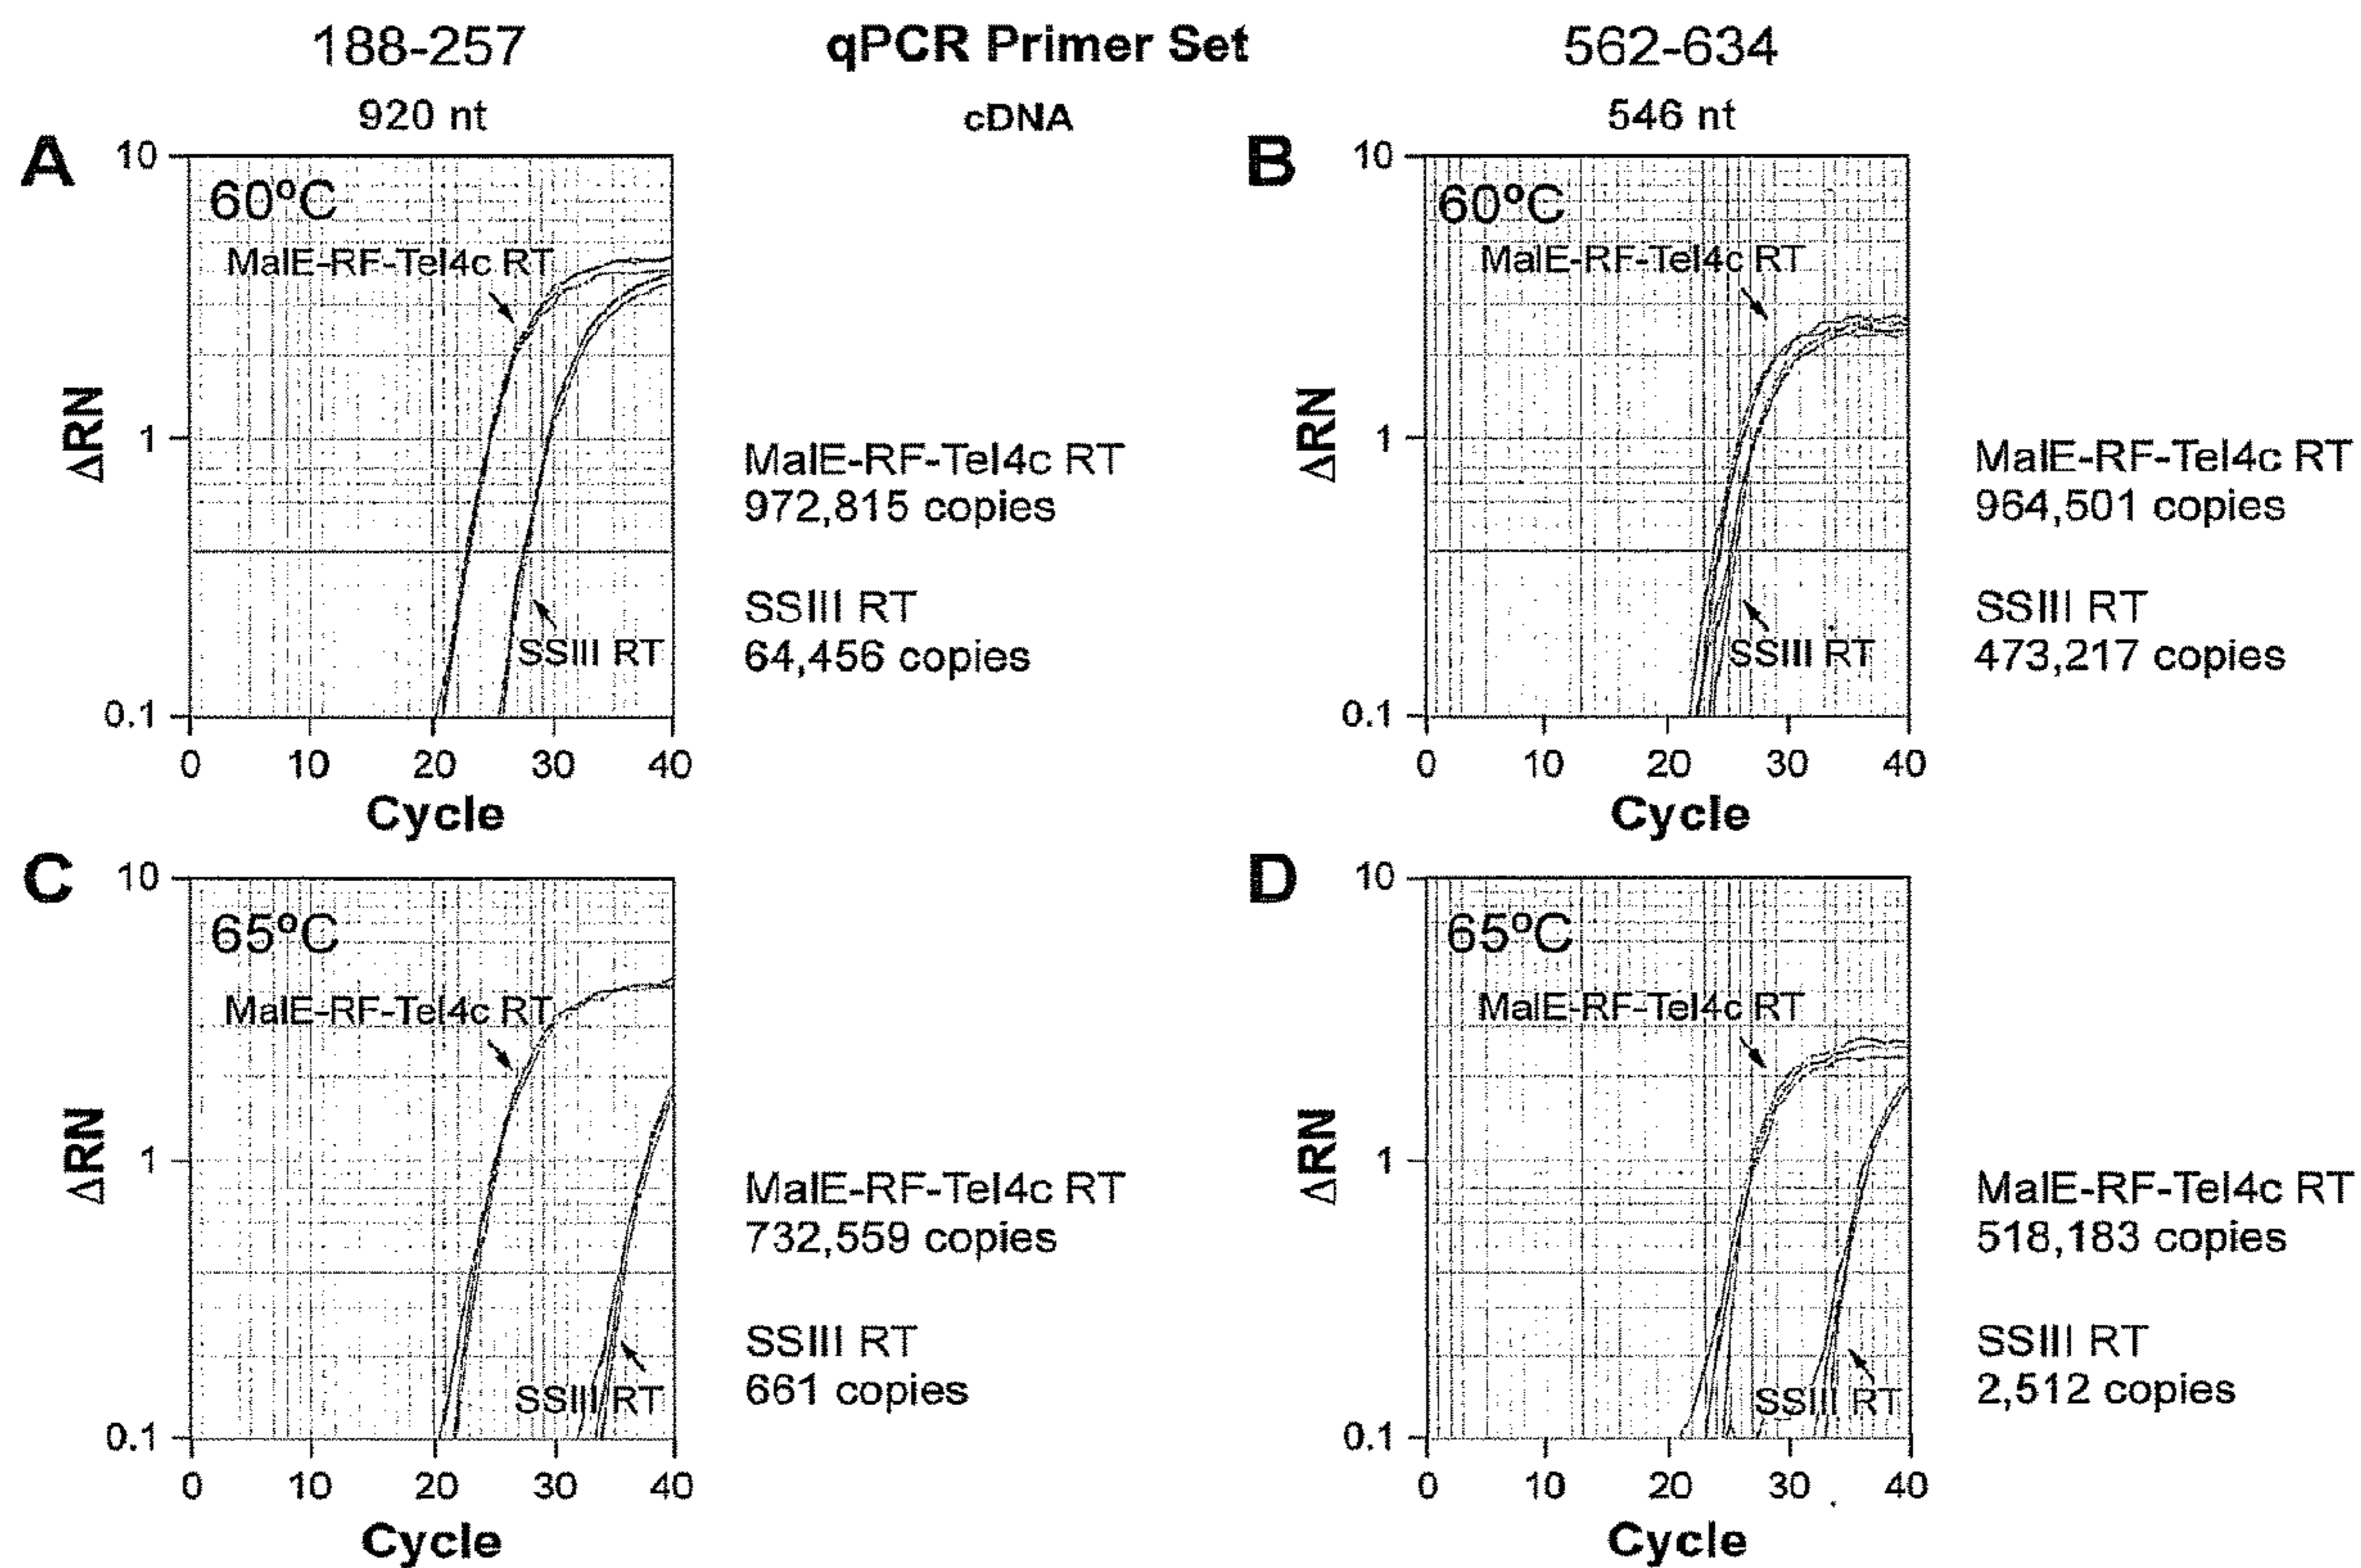 188-257
qPCR Primer Set
562-634
920 nt
cDNA
546 nt
A
10
1
0.1
ΔRN
60ºC
MalE-RF-Tel4c RT
SSIII RT
0
10
20
30
40
Cycle
MalE-RF-Tel4c RT
972,815 copies
SSIII RT
64,456 copies
B
10
1
0.1
ΔRN
60ºC
MalE-RF-Tel4c RT
SSIII RT
0
10
20
30
40
Cycle
MalE-RF-Tel4c RT
964,501 copies
SSIII RT
473,217 copies
C
10
1
0.1
ΔRN
65ºC
MalE-RF-Tel4c RT
SSIII RT
0
10
20
30
40
Cycle
MalE-RF-Tel4c RT
732,559 copies
SSIII RT
661 copies
D
10
1
0.1
ΔRN
65ºC
MalE-RF-Tel4c RT
SSIII RT
0
10
20
30
40
Cycle
MalE-RF-Tel4c RT
518,183 copies
SSIII RT
2,512 copies